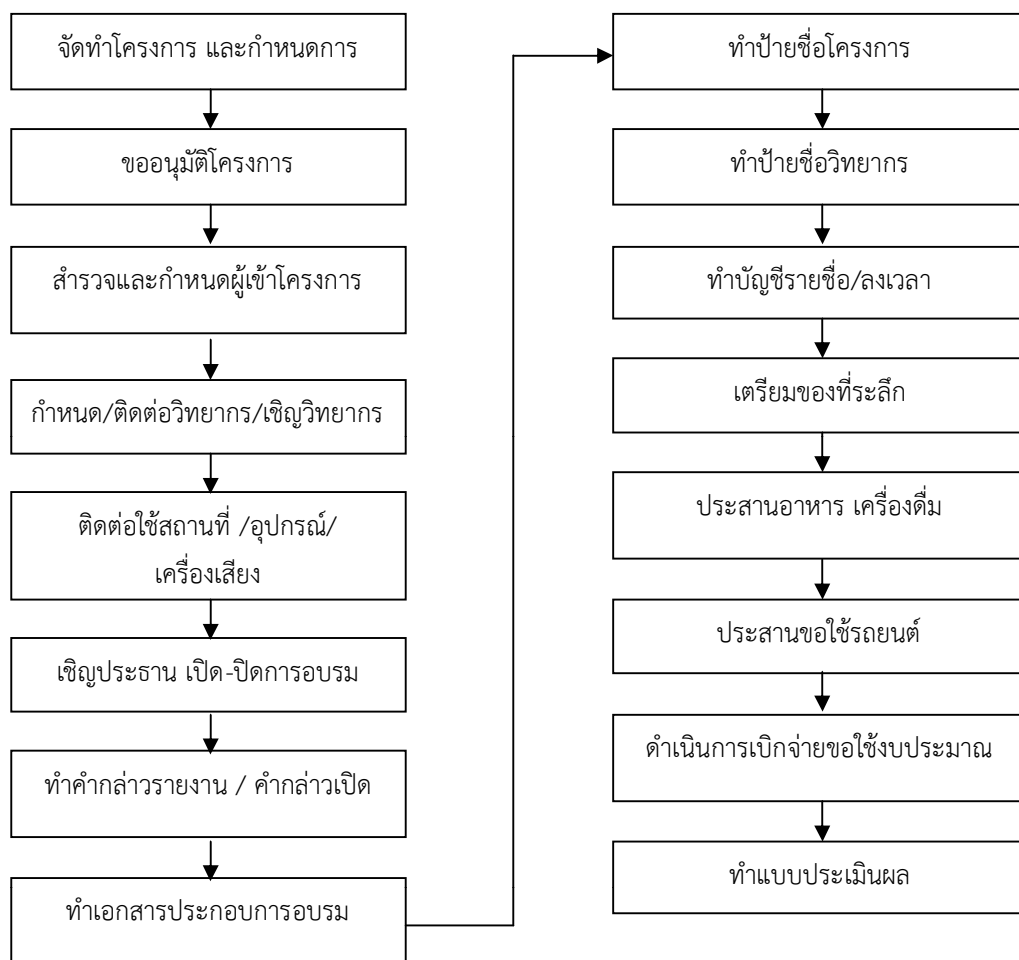 จัดทำโครงการ และกำหนดการ
ขออนุมัติโครงการ
สำรวจและกำหนดผู้เข้าโครงการ
กำหนด/ติดต่อวิทยากร/เชิญวิทยากร
ติดต่อใช้สถานที่ /อุปกรณ์/
เครื่องเสียง
เชิญประธาน เปิด-ปิดการอบรม
ทำคำกล่าวรายงาน / คำกล่าวเปิด
ทำเอกสารประกอบการอบรม
ทำป้ายชื่อโครงการ
ทำป้ายชื่อวิทยากร
ทำบัญชีรายชื่อ/ลงเวลา
เตรียมของที่ระลึก
ประสานอาหาร เครื่องดื่ม
ประสานขอใช้รถยนต์
ดำเนินการเบิกจ่ายขอใช้งบประมาณ
ทำแบบประเมินผล